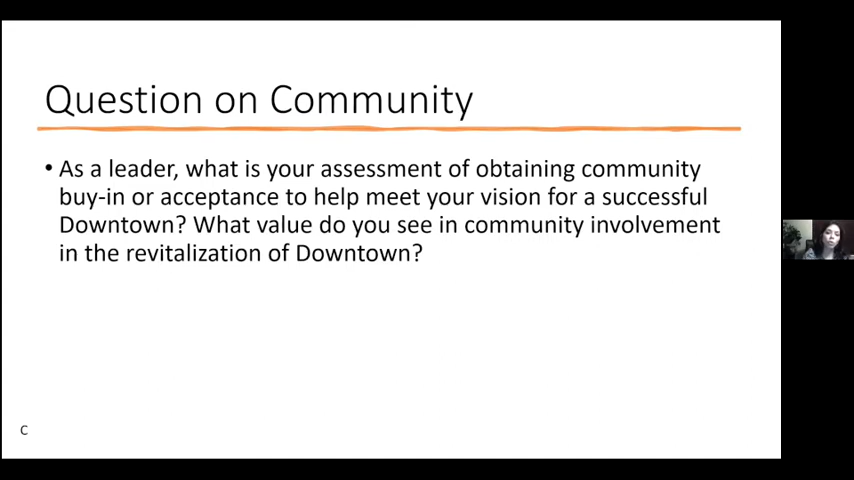 Question on Community
• As a leader, what is your assessment of obtaining community
buy-in or acceptance to help meet your vision for a successful
Downtown? What value do you see in community involvement
in the revitalization of Downtown?
C